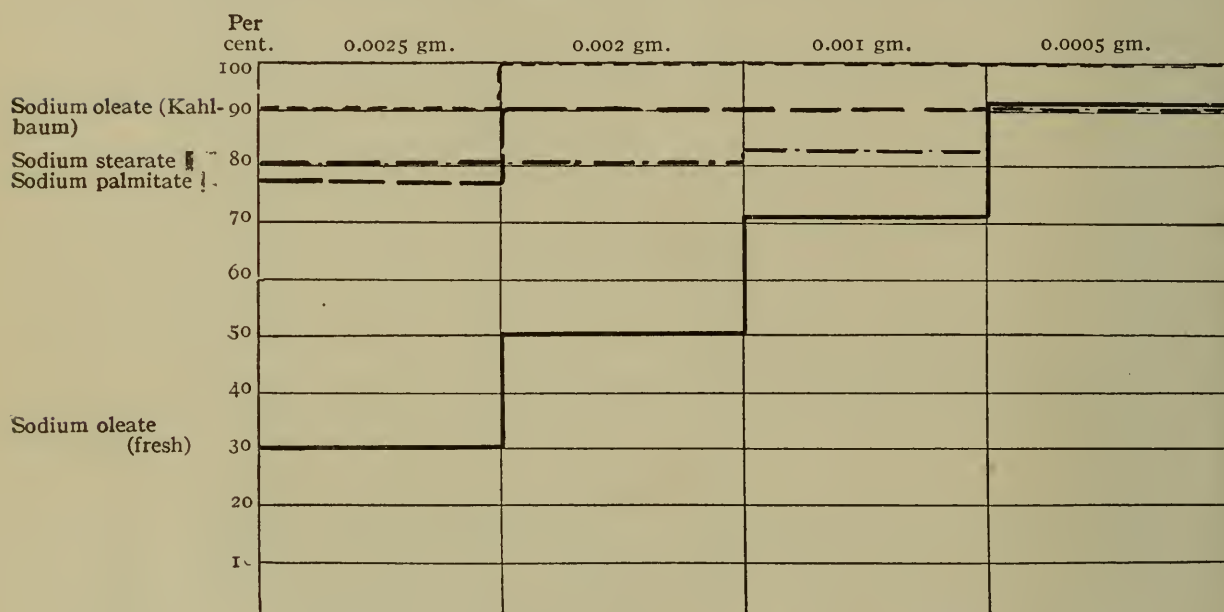 Per
cent.
0.0025 gm.
0.002 gm.
0.001 gm.
0.0005 gm.
100
Sodium oleate (Kahl-
baum)
90
Sodium stearate
80
Sodium palmitate
70
60
50
40
Sodium oleate
(fresh)
30
20
1